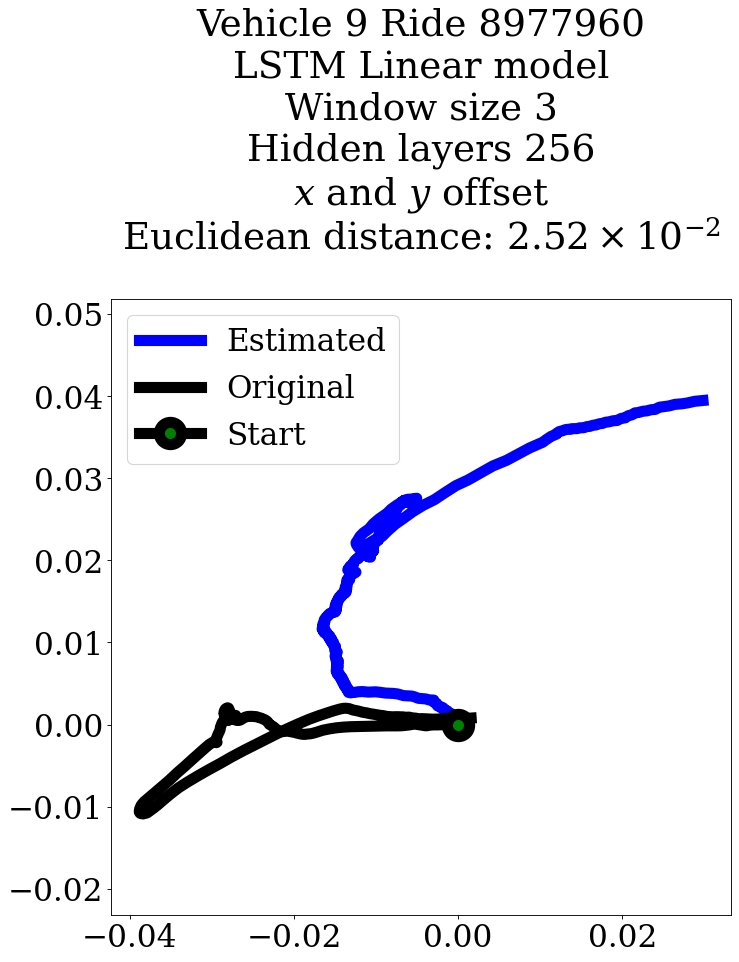 Vehicle 9 Ride 8977960
LSTM Linear model
Window size 3
Hidden layers 256
x and y offset
Euclidean distance: 2.52 × 10⁻²
Estimated
Original
Start
0.05
0.04
0.03
0.02
0.01
0.00
−0.01
−0.02
−0.04
−0.02
0.00
0.02